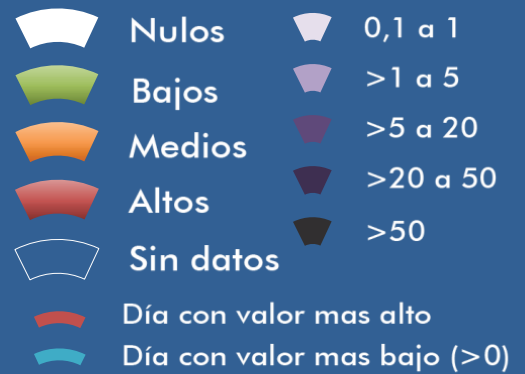 Nulos
Bajos
Medios
Altos
Sin datos
0,1 a 1
>1 a 5
>5 a 20
>20 a 50
>50
Día con valor mas alto
Día con valor mas bajo (>0)